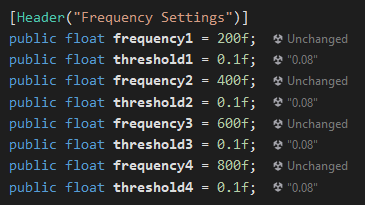 [Header("Frequency Settings")]
public float frequency1 = 200f; Unchanged
public float threshold1 = 0.1f; "0.08"
public float frequency2 = 400f; Unchanged
public float threshold2 = 0.1f; "0.08"
public float frequency3 = 600f; Unchanged
public float threshold3 = 0.1f; "0.08"
public float frequency4 = 800f; Unchanged
public float threshold4 = 0.1f; "0.08"